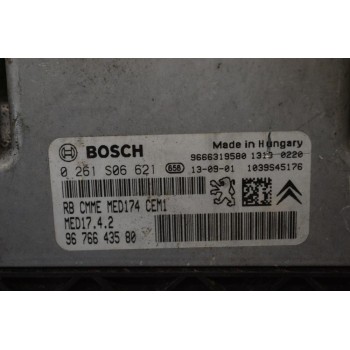 BOSCH
Made in Hungary
9666319580 1313 0220
0 261 S06 621 656 13-09-01 1039S45176
RB CMME MED174 CEM1
MED17.4.2
96 766 435 80